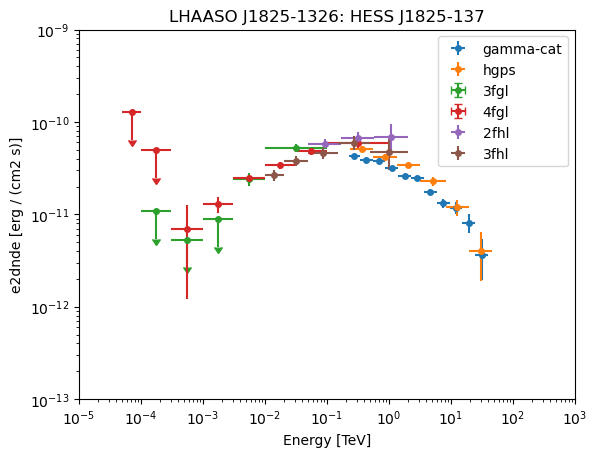 LHAASO J1825-1326: HESS J1825-137
e2dnde [erg / (cm2 s)]
10⁻⁹
10⁻¹⁰
10⁻¹¹
10⁻¹²
10⁻¹³
gamma-cat
hgps
3fgl
4fgl
2fhl
3fhl
10⁻⁵ 10⁻⁴ 10⁻³ 10⁻² 10⁻¹ 10⁰ 10¹ 10² 10³
Energy [TeV]